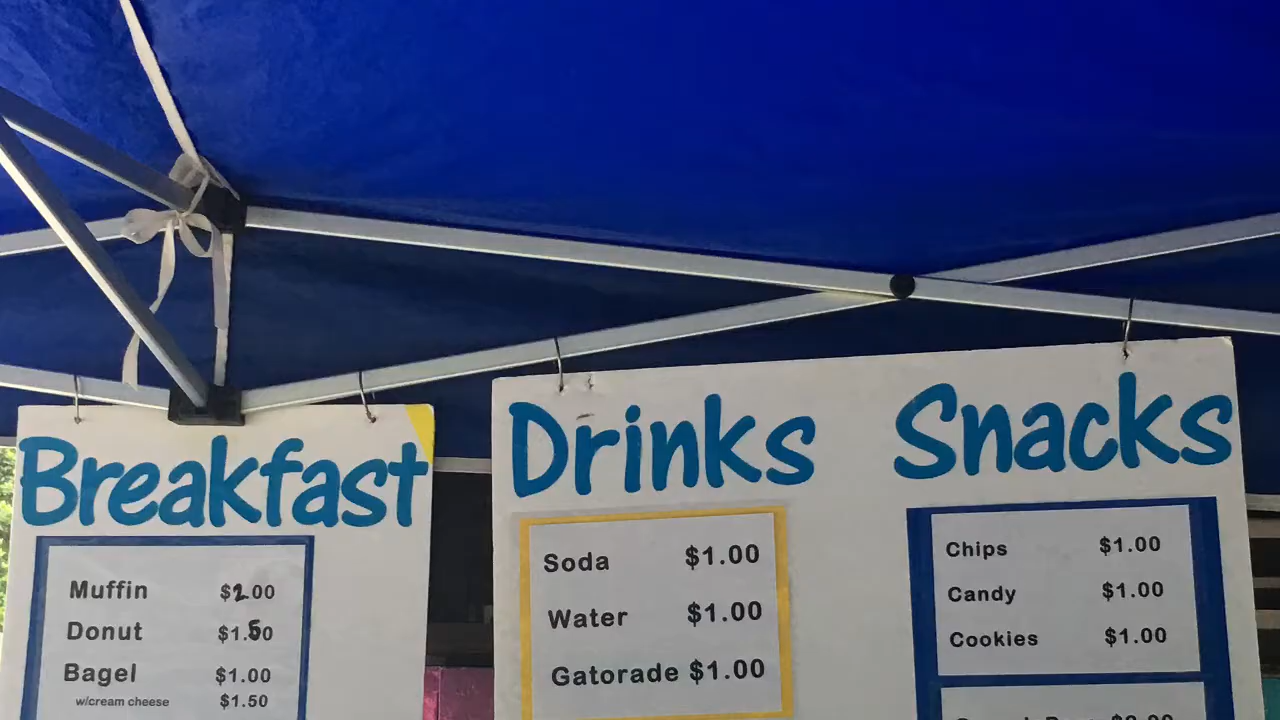 Breakfast
Muffin $2.00
Donut $1.50
Bagel $1.00
w/cream cheese $1.50
Drinks
Soda $1.00
Water $1.00
Gatorade $1.00
Snacks
Chips $1.00
Candy $1.00
Cookies $1.00